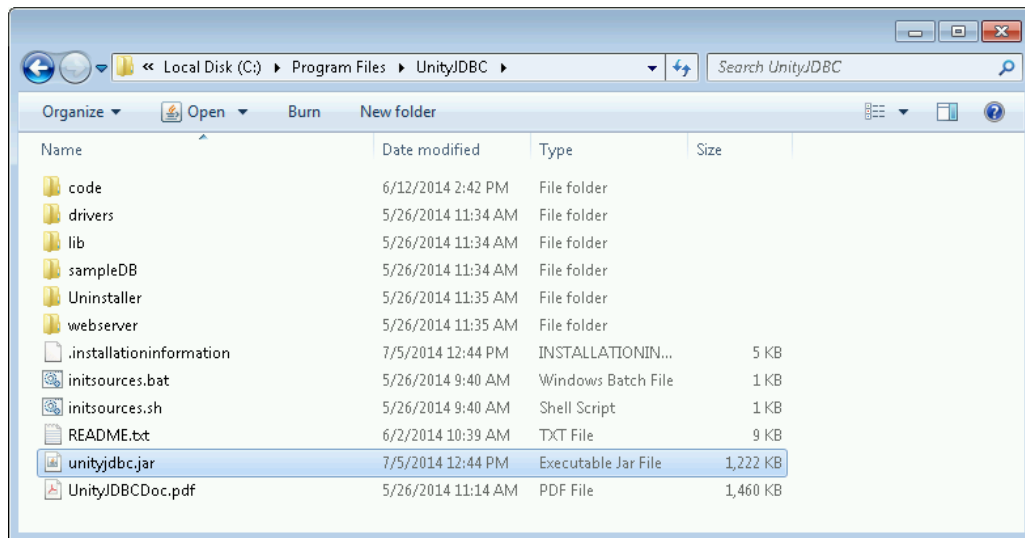 « Local Disk (C:) ▸ Program Files ▸ UnityJDBC ▸ Search UnityJDBC
Organize Open Burn New folder
Name Date modified Type Size
code 6/12/2014 2:42 PM File folder
drivers 5/26/2014 11:34 AM File folder
lib 5/26/2014 11:34 AM File folder
sampleDB 5/26/2014 11:34 AM File folder
Uninstaller 5/26/2014 11:35 AM File folder
webserver 5/26/2014 11:35 AM File folder
.installationinformation 7/5/2014 12:44 PM INSTALLATIONIN... 5 KB
initsources.bat 5/26/2014 9:40 AM Windows Batch File 1 KB
initsources.sh 5/26/2014 9:40 AM Shell Script 1 KB
README.txt 6/2/2014 10:39 AM TXT File 9 KB
unityjdbc.jar 7/5/2014 12:44 PM Executable Jar File 1,222 KB
UnityJDBCDoc.pdf 5/26/2014 11:14 AM PDF File 1,460 KB